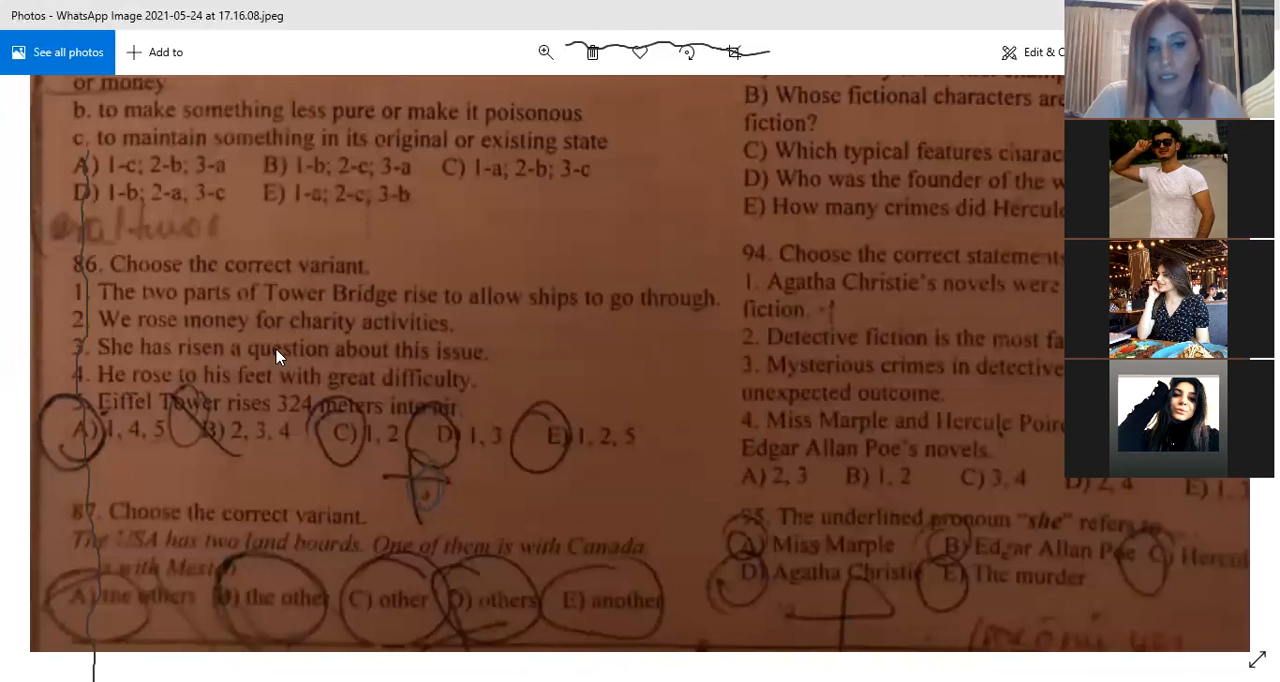 Photos - WhatsApp Image 2021-05-24 at 17.16.08.jpeg
See all photos
Add to
Edit & C
or money
b. to make something less pure or make it poisonous
c. to maintain something in its original or existing state
A) 1-c; 2-b; 3-a B) 1-b; 2-c; 3-a C) 1-a; 2-b; 3-c
D) 1-b; 2-a, 3-c E) 1-a; 2-c, 3-b
86. Choose the correct variant.
1. The two parts of Tower Bridge rise to allow ships to go through.
2. We rose money for charity activities.
3. She has risen a question about this issue.
4. He rose to his feet with great difficulty.
5. Eiffel Tower rises 324 meters into air.
A) 1, 4, 5 B) 2, 3, 4 C) 1, 2 D) 1, 3 E) 1, 2, 5
87. Choose the correct variant.
The USA has two land boards. One of them is with Canada
with Mexi
A) the others B) the other C) other D) others E) another
B) Whose fictional characters are
fiction?
C) Which typical features charac
D) Who was the founder of the w
E) How many crimes did Hercule
94. Choose the correct statement
1. Agatha Christie's novels were
fiction.
2. Detective fiction is the most fa
3. Mysterious crimes in detective
unexpected outcome.
4. Miss Marple and Hercule Poiro
Edgar Allan Poe's novels.
A) 2, 3 B) 1, 2 C) 3, 4 D) 2, 4 E) 1,
95. The underlined pronoun "she" refers to
A) Miss Marple B) Edgar Allan Poe C) Hercul
D) Agatha Christie E) The murder